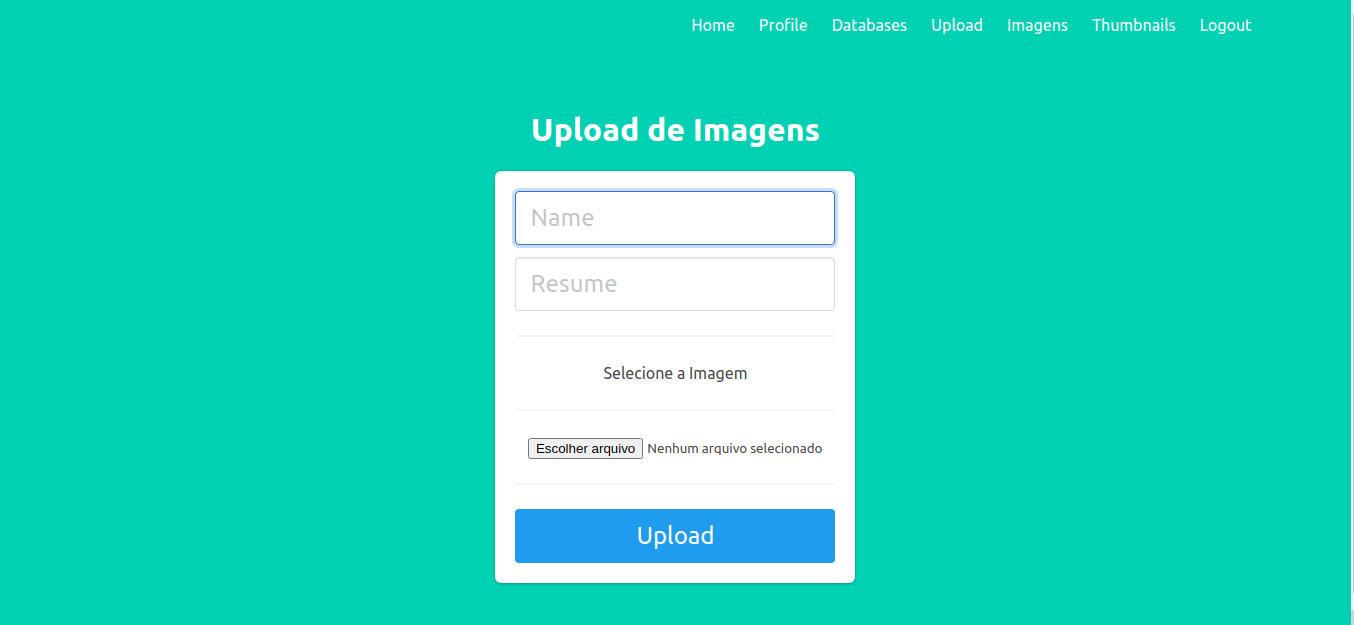 Home Profile Databases Upload Imagens Thumbnails Logout
Upload de Imagens
Name
Resume
Selecione a Imagem
Escolher arquivo Nenhum arquivo selecionado
Upload